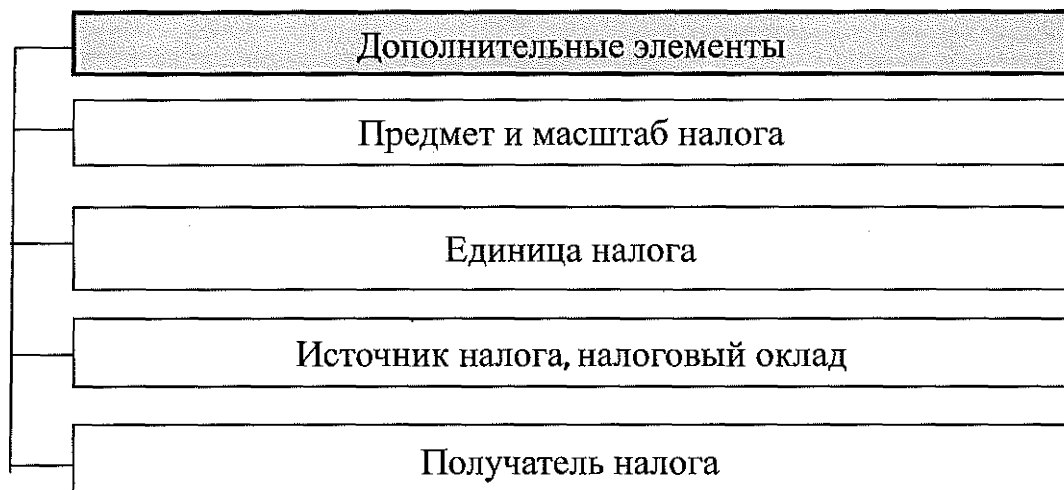 Дополнительные элементы
Предмет и масштаб налога
Единица налога
Источник налога, налоговый оклад
Получатель налога